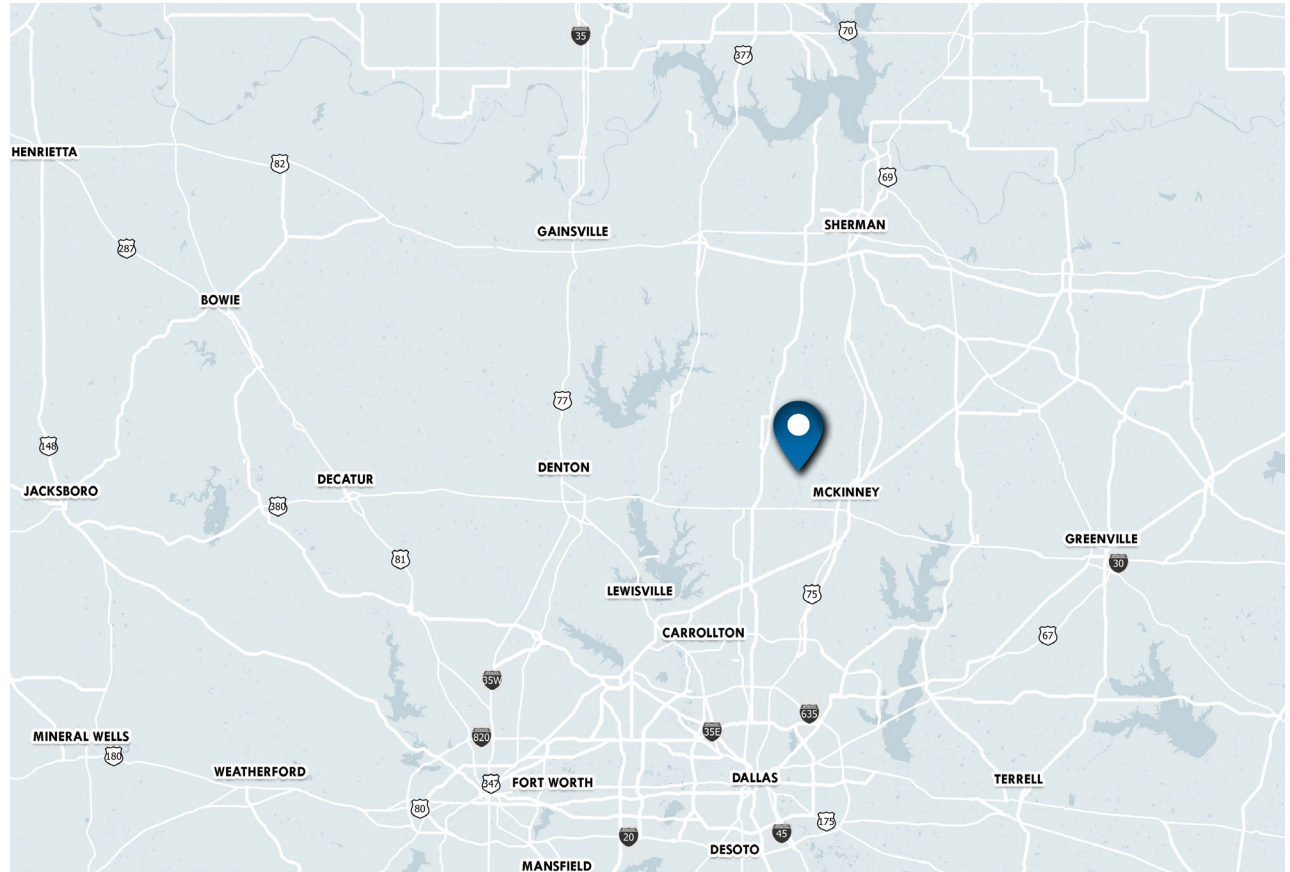 35
70
377
HENRIETTA
82
69
GAINSVILLE
SHERMAN
287
BOWIE
77
148
DENTON
DECATUR
JACKSBORO
MCKINNEY
380
GREENVILLE
81
30
LEWISVILLE
75
CARROLLTON
67
35W
635
35E
820
MINERAL WELLS
180
WEATHERFORD
DALLAS
TERRELL
347
FORT WORTH
80
175
45
20
DESOTO
MANSFIELD